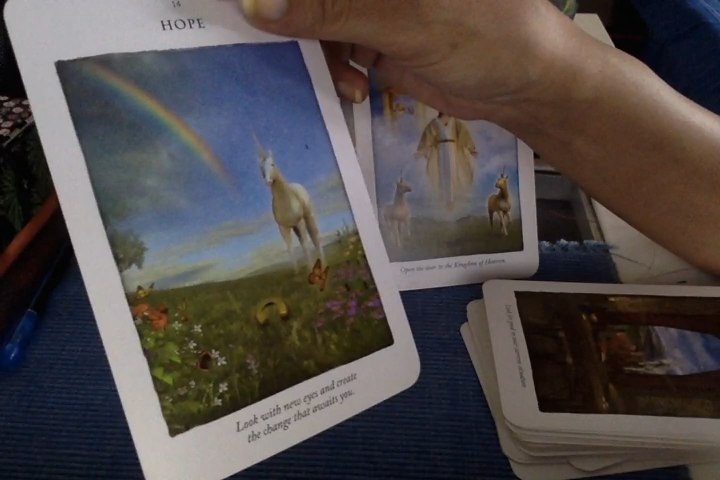 14
HOPE
Look with new eyes and create
the change that awaits you.
Open the door to the Kingdom of Heaven.